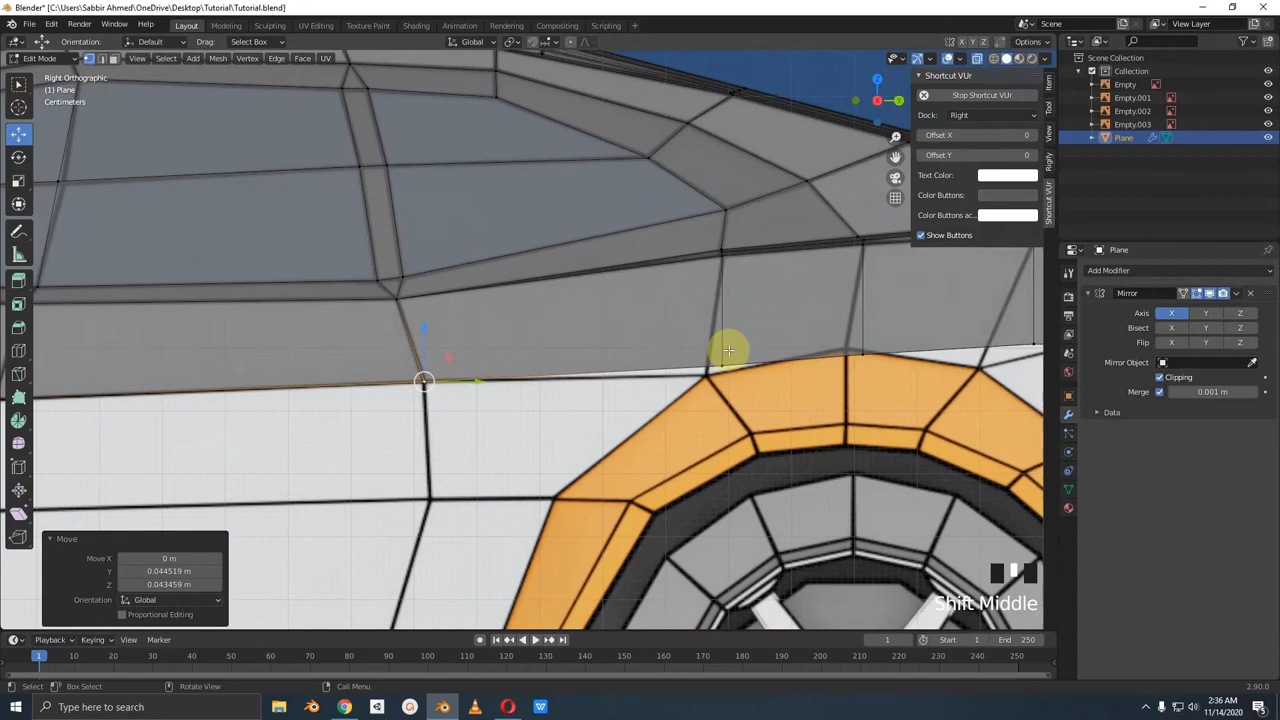 Blender* [C:\Users\Sabbir Ahmed\OneDrive\Desktop\Tutorial\Tutorial.blend]
File Edit Render Window Help Layout Modeling Sculpting UV Editing Texture Paint Shading Animation Rendering Compositing Scripting + Scene View Layer
Orientation: Default Drag: Select Box Global X Y Z Options
Edit Mode View Select Add Mesh Vertex Edge Face UV
Right Orthographic
(1) Plane
Centimeters
Z
X
Y
Shortcut VUr
Stop Shortcut VUr
Dock: Right
Offset X 0
Offset Y 0
Text Color:
Color Buttons:
Color Buttons ac..
Show Buttons
Item
Tool
View
Rigify
Shortcut VUr
Scene Collection
Collection
Empty
Empty.001
Empty.002
Empty.003
Plane
Plane
Add Modifier
Mirror
Axis X Y Z
Bisect X Y Z
Flip X Y Z
Mirror Object
Clipping
Merge 0.001 m
Data
Move
Move X 0 m
Y 0.044519 m
Z 0.043459 m
Orientation Global
Proportional Editing
Shift Middle
Playback Keying View Marker 1 Start 1 End 250
1 10 20 30 40 50 60 70 80 90 100 110 120 130 140 150 160 170 180 190 200 210 220 230 240 250
Select Box Select Rotate View Call Menu 2.90.0
Type here to search
2:36 AM
11/14/2020